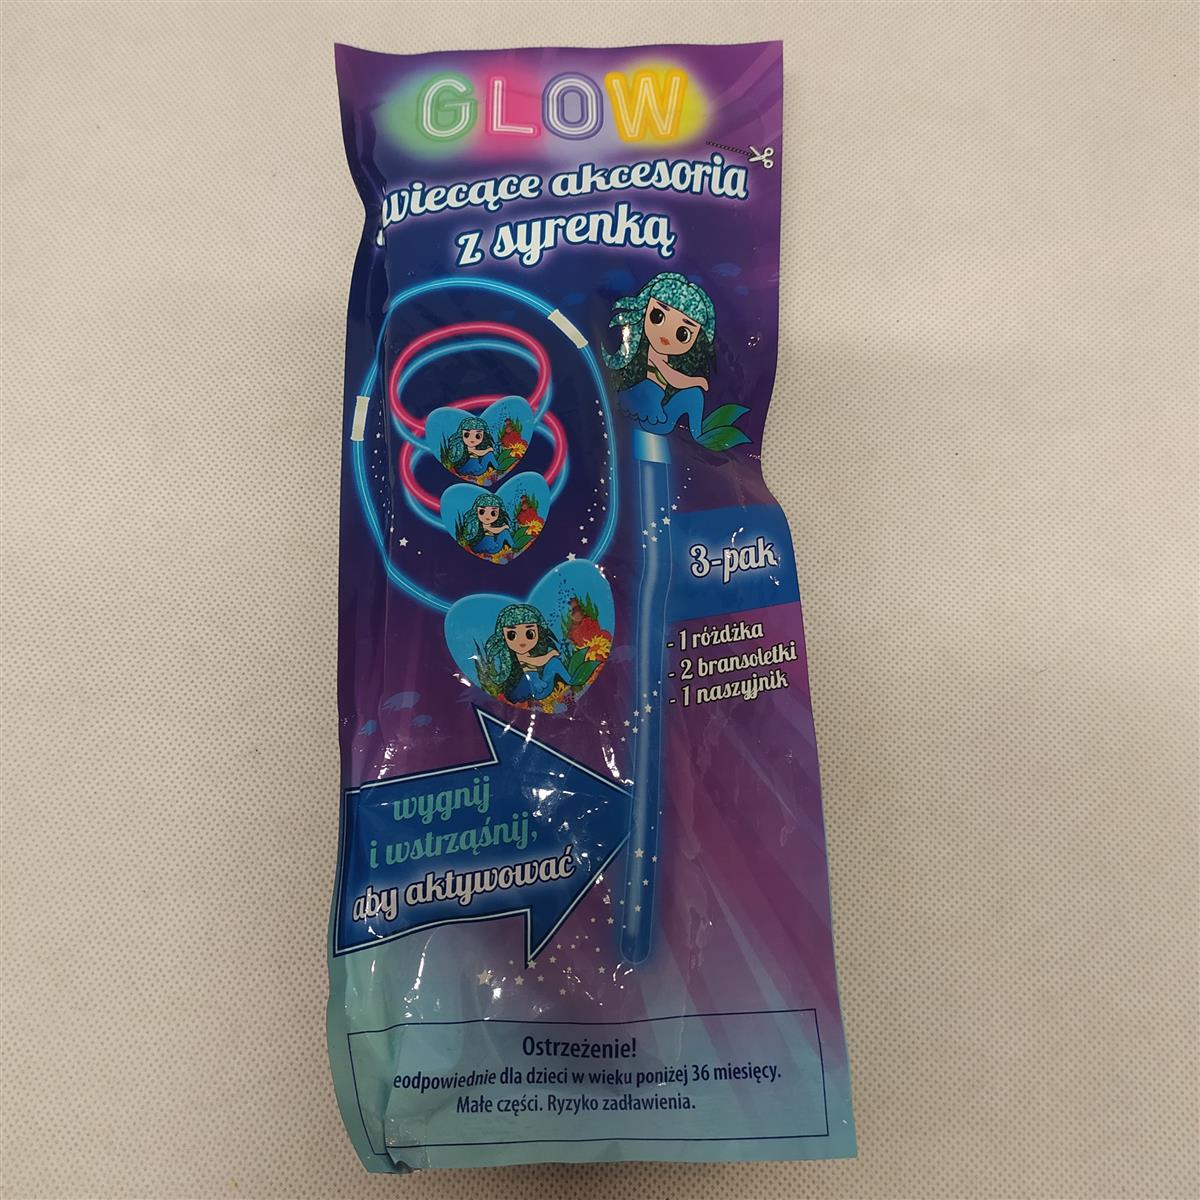 GLOW
wiecące akcesoria
z syrenką
3-pak
- 1 różdżka
- 2 bransoletki
- 1 naszyjnik
wygnij
i wstrząśnij,
aby aktywować
Ostrzeżenie!
eodpowiednie dla dzieci w wieku poniżej 36 miesięcy.
Małe części. Ryzyko zadławienia.